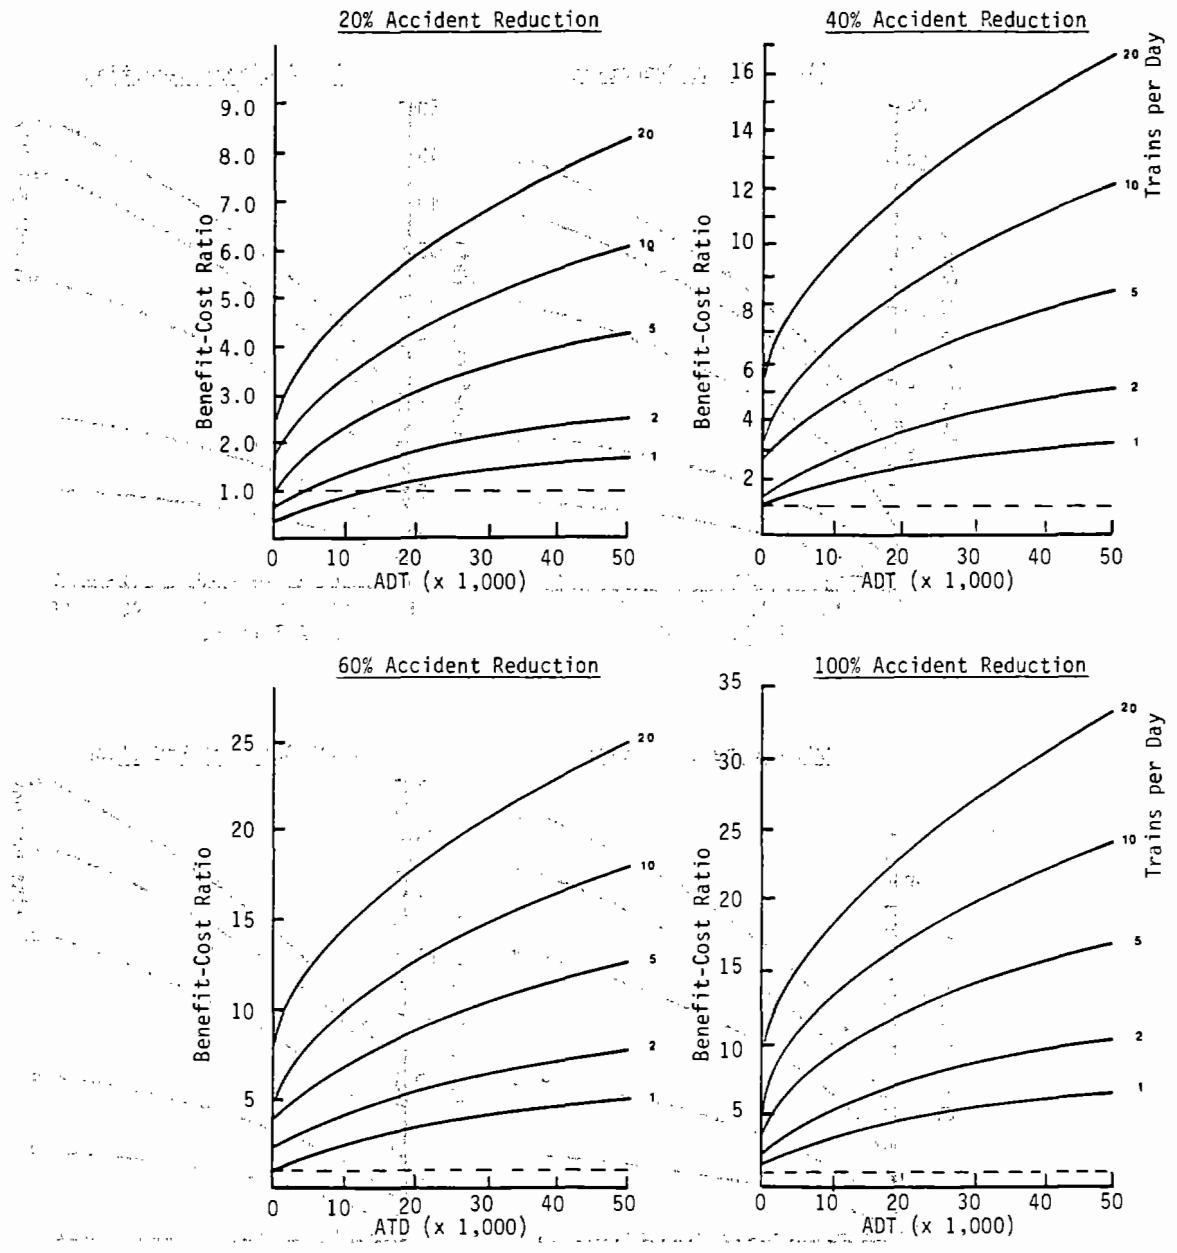 20% Accident Reduction
Benefit-Cost Ratio
9.0
8.0
7.0
6.0
5.0
4.0
3.0
2.0
1.0
20
10
5
2
1
0 10 20 30 40 50
ADT (x 1,000)
40% Accident Reduction
Benefit-Cost Ratio
16
14
12
10
8
6
4
2
20
10
5
2
1
Trains per Day
0 10 20 30 40 50
ADT (x 1,000)
60% Accident Reduction
Benefit-Cost Ratio
25
20
15
10
5
20
10
5
2
1
0 10 20 30 40 50
ATD (x 1,000)
100% Accident Reduction
Benefit-Cost Ratio
35
30
25
20
15
10
5
20
10
5
2
1
Trains per Day
0 10 20 30 40 50
ADT (x 1,000)